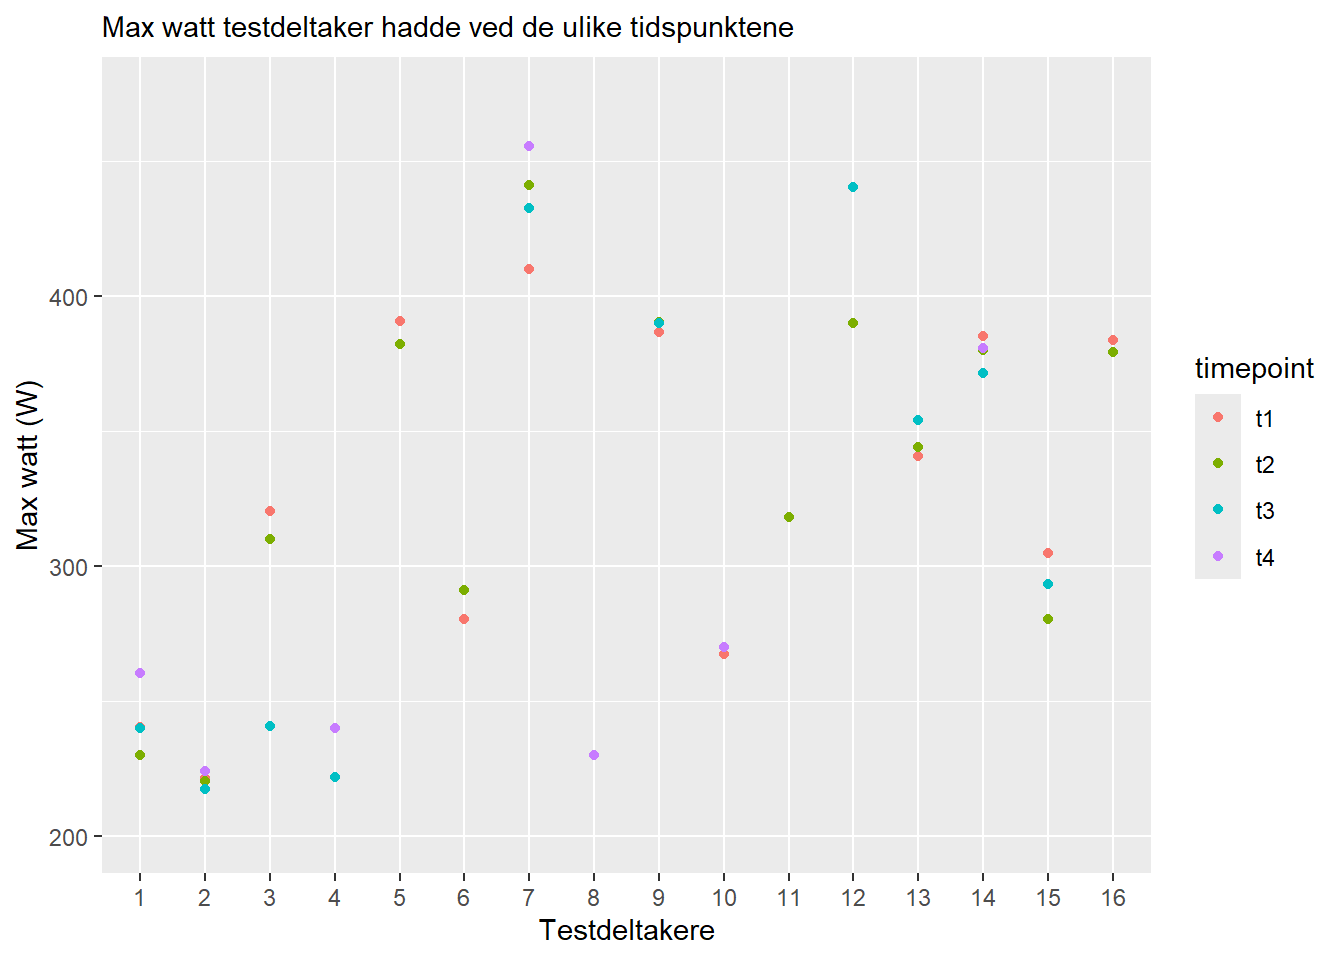 Max watt testdeltaker hadde ved de ulike tidspunktene
Max watt (W)
400
300
200
1 2 3 4 5 6 7 8 9 10 11 12 13 14 15 16
Testdeltakere
timepoint
t1
t2
t3
t4